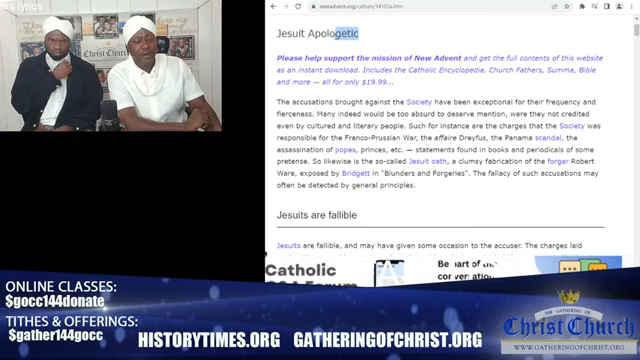 ors lyrics
newadvent.org/cathen/14103a.htm
Jesuit Apologetic
Please help support the mission of New Advent and get the full contents of this website
as an instant download. Includes the Catholic Encyclopedia, Church Fathers, Summa, Bible
and more — all for only $19.99...
The accusations brought against the Society have been exceptional for their frequency and
fierceness. Many indeed would be too absurd to deserve mention, were they not credited
even by cultured and literary people. Such for instance are the charges that the Society was
responsible for the Franco-Prussian War, the affaire Dreyfus, the Panama scandal, the
assassination of popes, princes, etc. — statements found in books and periodicals of some
pretense. So likewise is the so-called Jesuit oath, a clumsy fabrication of the forger Robert
Ware, exposed by Bridgett in "Blunders and Forgeries". The fallacy of such accusations may
often be detected by general principles.
Jesuits are fallible
Jesuits are fallible, and may have given some occasion to the accuser. The charges laid
Catholic
Be part of the
conversation
ONLINE CLASSES:
$gocc144donate
TITHES & OFFERINGS:
$gather144gocc
HISTORYTIMES.ORG GATHERINGOFCHRIST.ORG
THE GATHERING OF
Christ Church
WWW.GATHERINGOFCHRIST.ORG